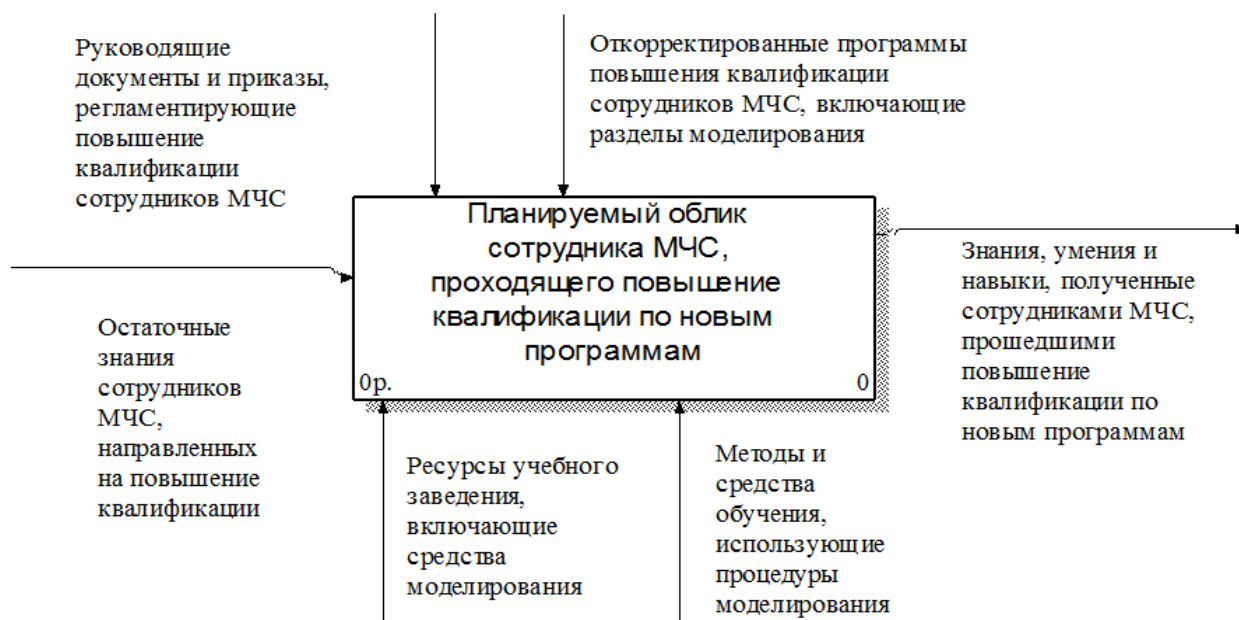 Руководящие
документы и приказы,
регламентирующие
повышение
квалификации
сотрудников МЧС
Откорректированные программы
повышения квалификации
сотрудников МЧС, включающие
разделы моделирования
Планируемый облик
сотрудника МЧС,
проходящего повышение
квалификации по новым
программам
0р.
0
Остаточные
знания
сотрудников
МЧС,
направленных
на повышение
квалификации
Знания, умения и
навыки, полученные
сотрудниками МЧС,
прошедшими
повышение
квалификации по
новым программам
Ресурсы учебного
заведения,
включающие
средства
моделирования
Методы и
средства
обучения,
использующие
процедуры
моделирования